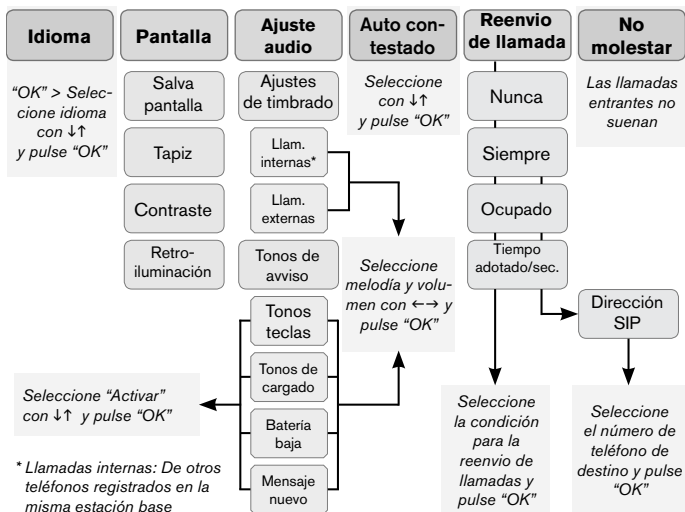 Idioma
Pantalla
Ajuste
audio
Auto con-
testado
Reenvio
de llamada
No
molestar
“OK” > Selec-
cione idioma
con ↓↑
y pulse “OK”
Salva
pantalla
Tapiz
Contraste
Retro-
iluminación
Ajustes
de timbrado
Llam.
internas*
Llam.
externas
Tonos de
avviso
Tonos
teclas
Tonos de
cargado
Batería
baja
Mensaje
nuevo
Seleccione
con ↓↑
y pulse “OK”
Seleccione
melodía y volu-
men con ←→ y
pulse “OK”
Nunca
Siempre
Ocupado
Tiempo
adotado/sec.
Las llamadas
entrantes no
suenan
Dirección
SIP
Seleccione “Activar”
con ↓↑ y pulse “OK”
Seleccione
la condición
para la
reenvio de
llamadas y
pulse “OK”
Seleccione
el número de
teléfono de
destino y pulse
“OK”
* Llamadas internas: De otros
teléfonos registrados en la
misma estación base